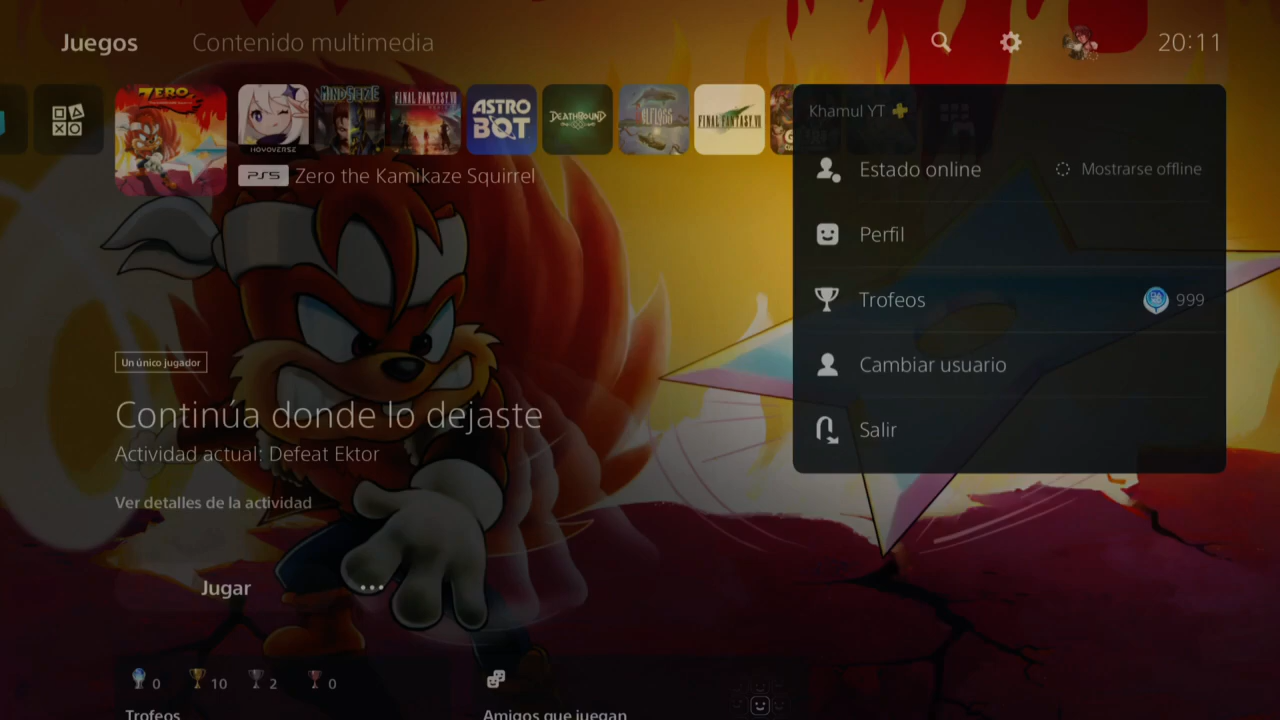 Juegos
Contenido multimedia
20:11
ZERO
HOYOVERSE
MINDSEIZE
FINAL FANTASY VII
ASTRO
BOT
DEATHBOUND
FINAL FANTASY VII
Khamul YT
PS5 Zero the Kamikaze Squirrel
Estado online
Mostrarse offline
Perfil
Trofeos
999
Cambiar usuario
Salir
Un único jugador
Continúa donde lo dejaste
Actividad actual: Defeat Ektor
Ver detalles de la actividad
Jugar
0 10 2 0
Trofeos
Amigos que juegan